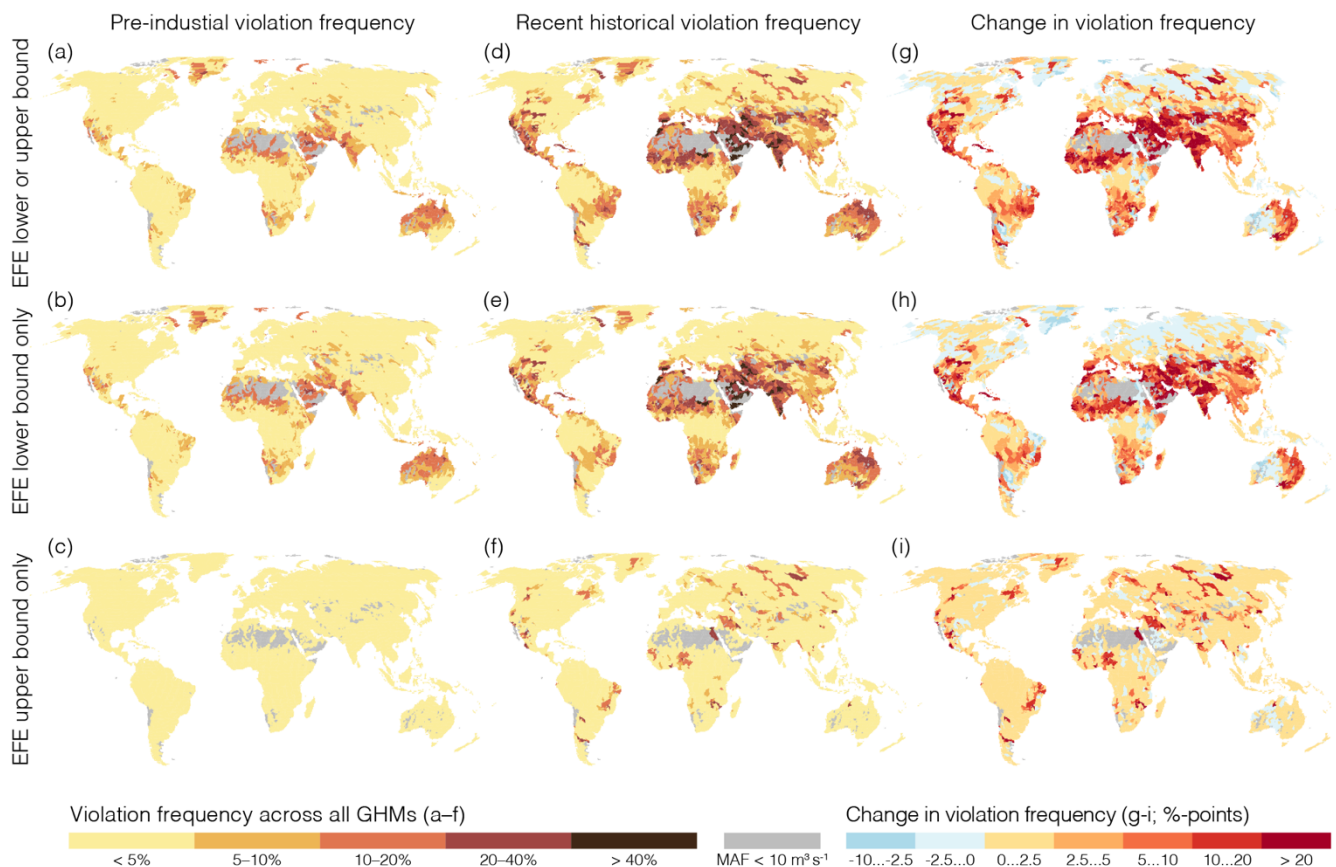 Pre-industial violation frequency
Recent historical violation frequency
Change in violation frequency
EFE lower or upper bound
(a)
(d)
(g)
EFE lower bound only
(b)
(e)
(h)
EFE upper bound only
(c)
(f)
(i)
Violation frequency across all GHMs (a–f)
< 5%
5–10%
10–20%
20–40%
> 40%
MAF < 10 m³ s⁻¹
Change in violation frequency (g-i; %-points)
-10...-2.5
-2.5...0
0...2.5
2.5...5
5...10
10...20
> 20